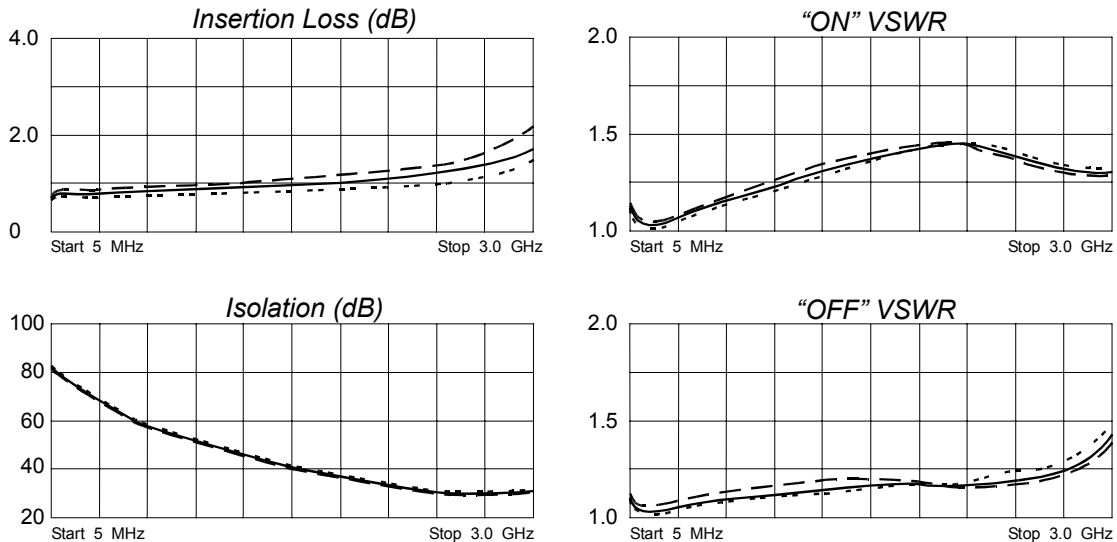 Insertion Loss (dB)
4.0
2.0
0
Start 5 MHz Stop 3.0 GHz
“ON” VSWR
2.0
1.5
1.0
Start 5 MHz Stop 3.0 GHz
Isolation (dB)
100
80
60
40
20
Start 5 MHz Stop 3.0 GHz
“OFF” VSWR
2.0
1.5
1.0
Start 5 MHz Stop 3.0 GHz